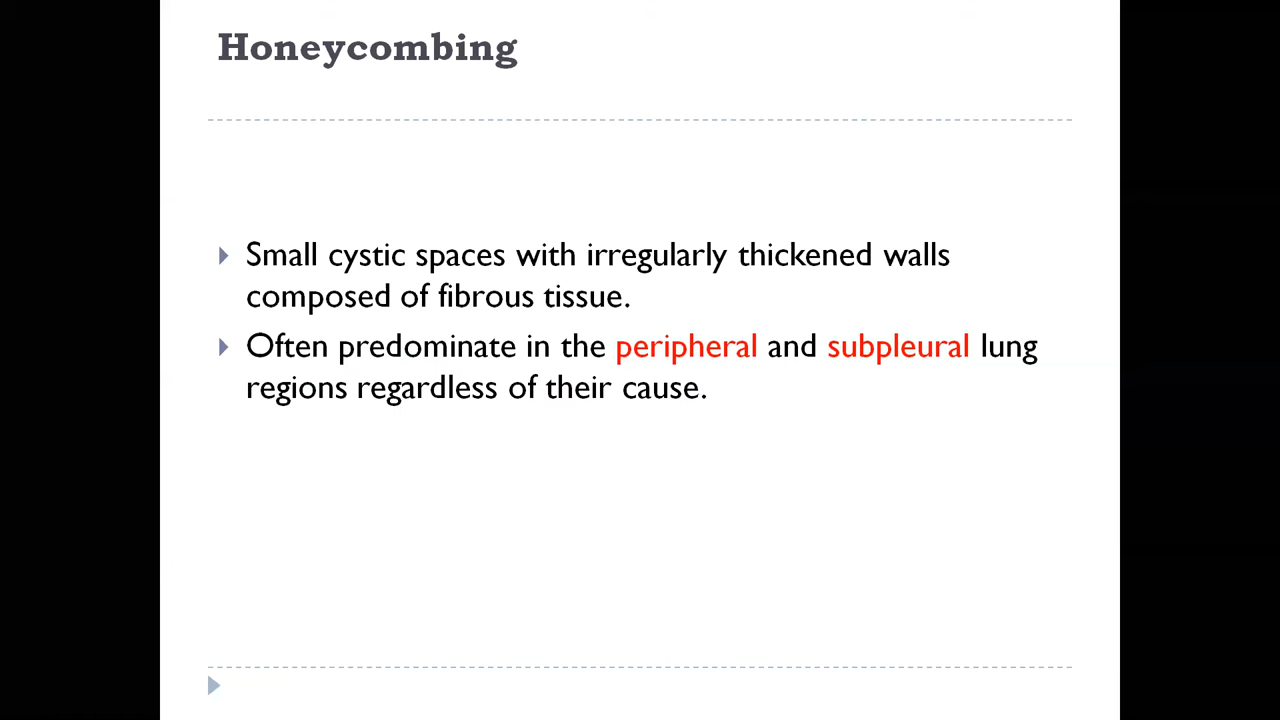 Honeycombing
Small cystic spaces with irregularly thickened walls
composed of fibrous tissue.
Often predominate in the peripheral and subpleural lung
regions regardless of their cause.